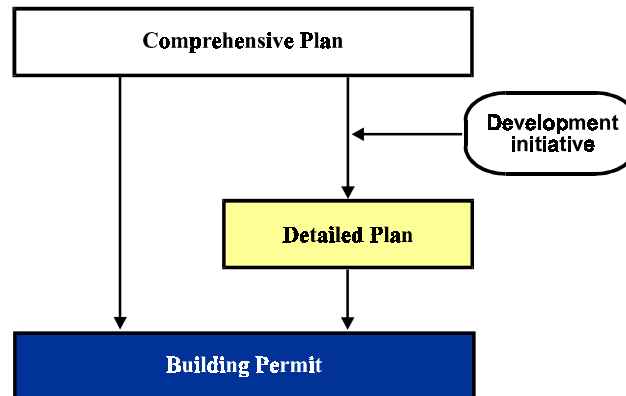 Comprehensive Plan
Development
initiative
Detailed Plan
Building Permit